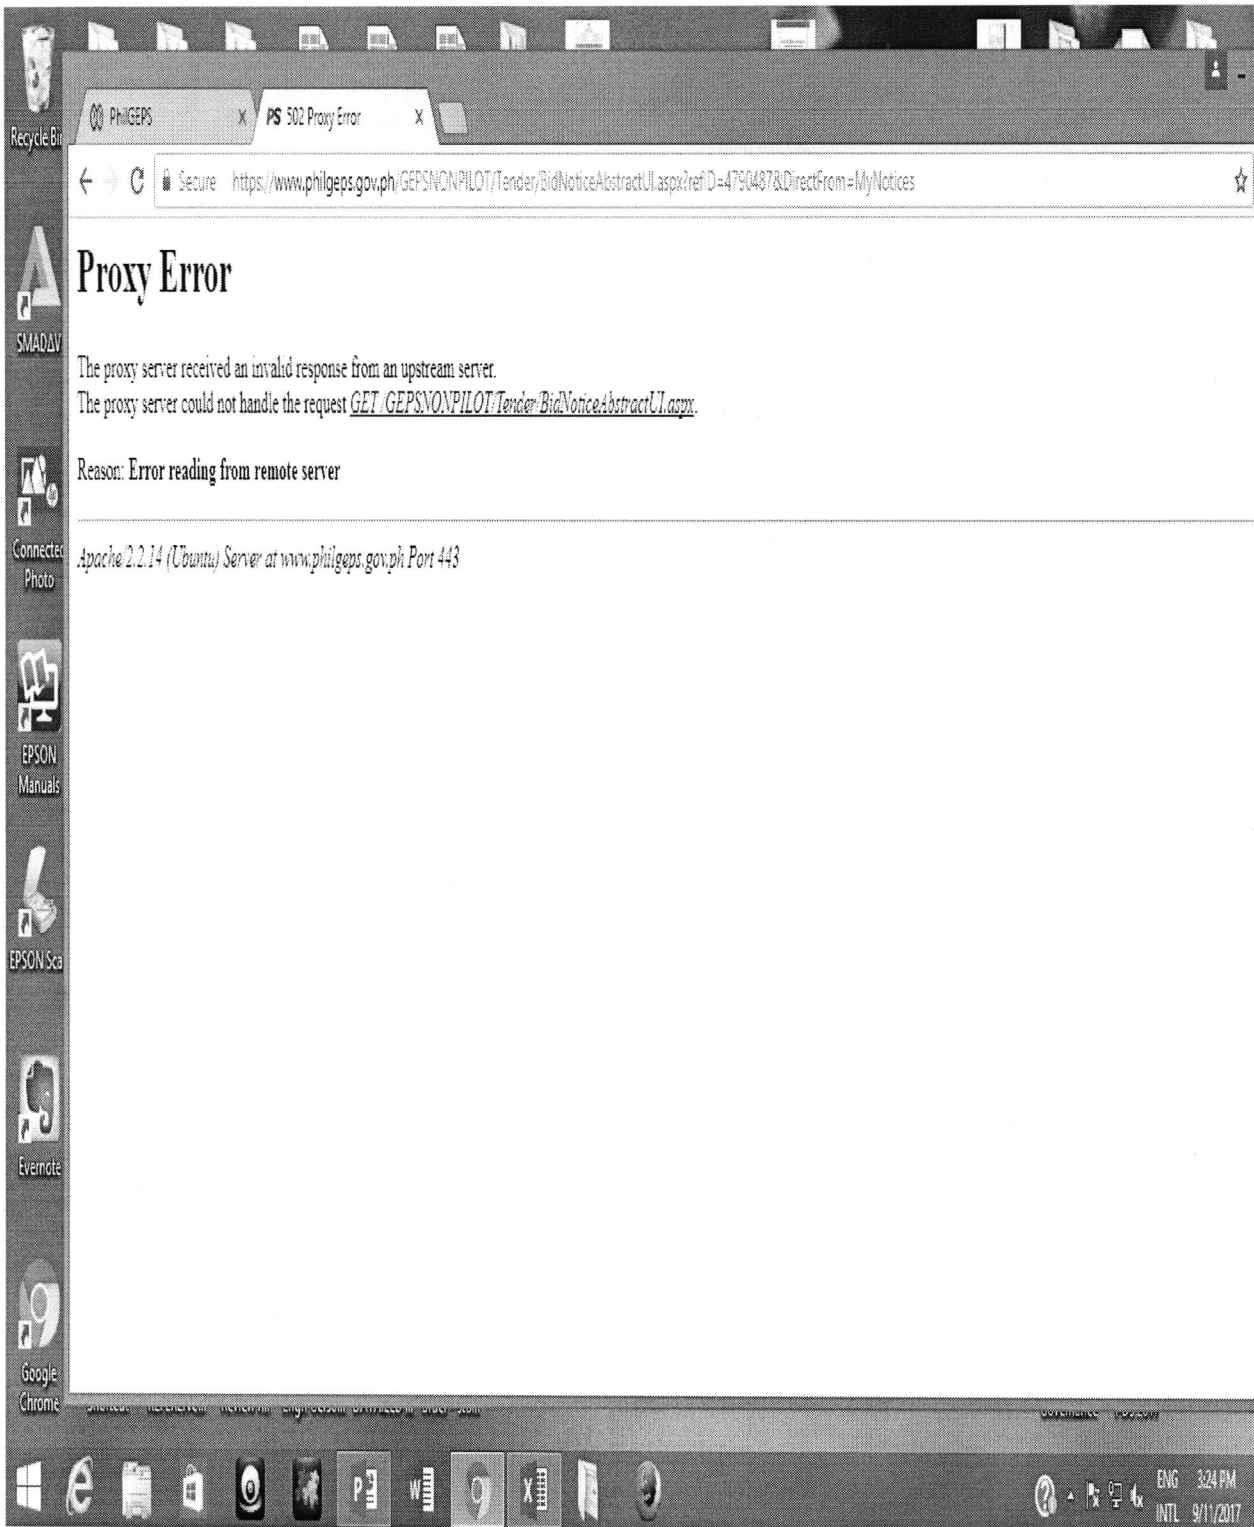 Recycle Bin
PhilGEPS
PS 502 Proxy Error
Secure https://www.philgeps.gov.ph/GEPSNONPILOT/Tender/BidNoticeAbstractUI.aspx?refID=4790487&DirectFrom=MyNotices
Proxy Error
The proxy server received an invalid response from an upstream server.
The proxy server could not handle the request GET /GEPSNONPILOT/Tender/BidNoticeAbstractUI.aspx.
Reason: Error reading from remote server
Apache/2.2.14 (Ubuntu) Server at www.philgeps.gov.ph Port 443
SMADΔV
Connected
Photo
EPSON
Manuals
EPSON Sca
Evernote
Google
Chrome
ENG 3:24 PM
INTL 9/11/2017